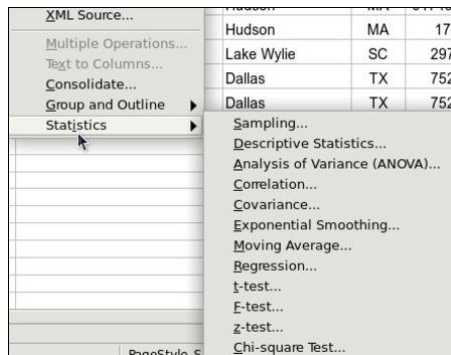 XML Source...
Hudson MA 17
Multiple Operations...
Lake Wylie SC 297
Text to Columns...
Dallas TX 752
Consolidate...
Group and Outline
Dallas TX 752
Statistics
Sampling...
Descriptive Statistics...
Analysis of Variance (ANOVA)...
Correlation...
Covariance...
Exponential Smoothing...
Moving Average...
Regression...
t-test...
F-test...
z-test...
Chi-square Test...